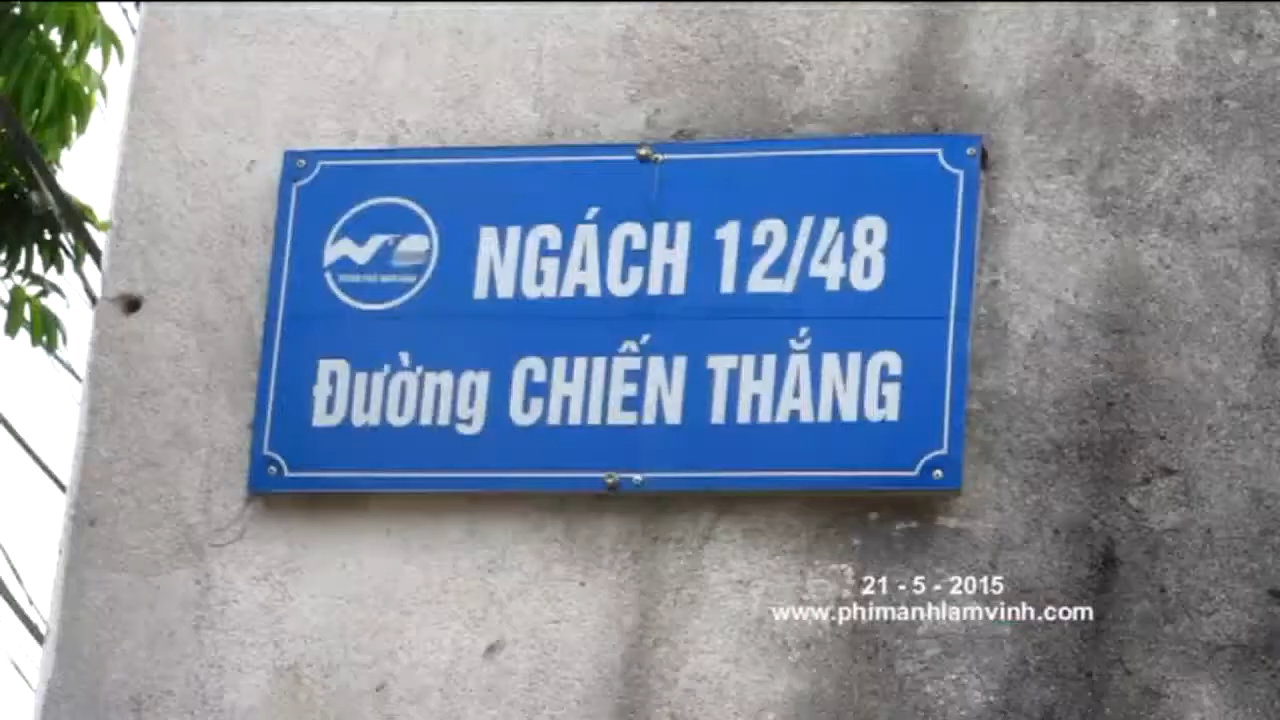 NGÁCH 12/48
Đường CHIẾN THẮNG
21 - 5 - 2015
www.phimanhlamvinh.com